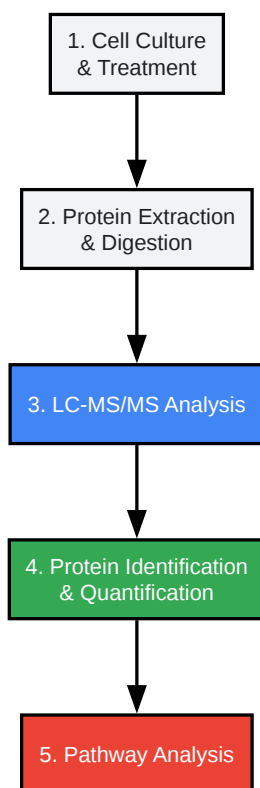 1. Cell Culture
& Treatment
2. Protein Extraction
& Digestion
3. LC-MS/MS Analysis
4. Protein Identification
& Quantification
5. Pathway Analysis